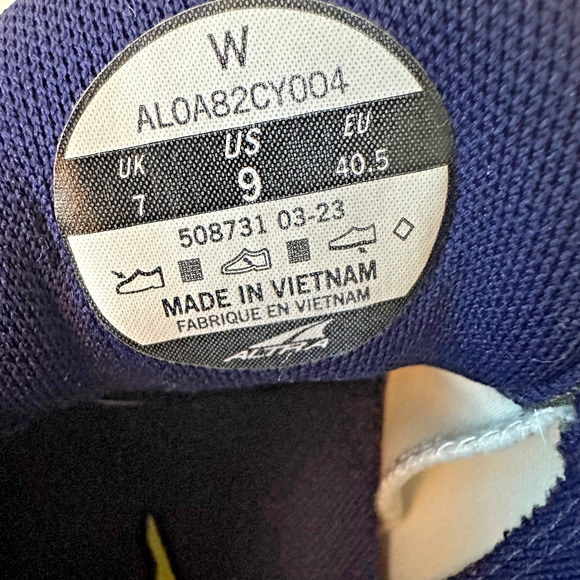 W
AL0A82CY004
UK US EU
7 9 40.5
508731 03-23
MADE IN VIETNAM
FABRIQUE EN VIETNAM
ALTRA